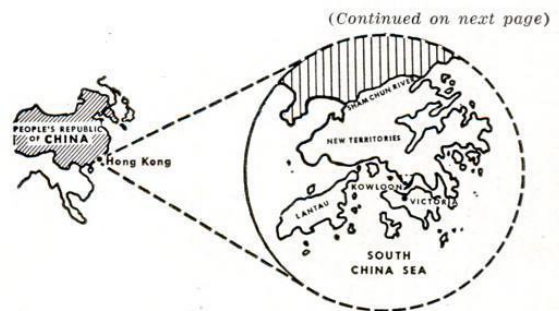 (Continued on next page)
SHAM CHUN RIVER
PEOPLE'S REPUBLIC
OF CHINA
NEW TERRITORIES
Hong Kong
KOWLOON
VICTORIA
LANTAU
SOUTH
CHINA SEA